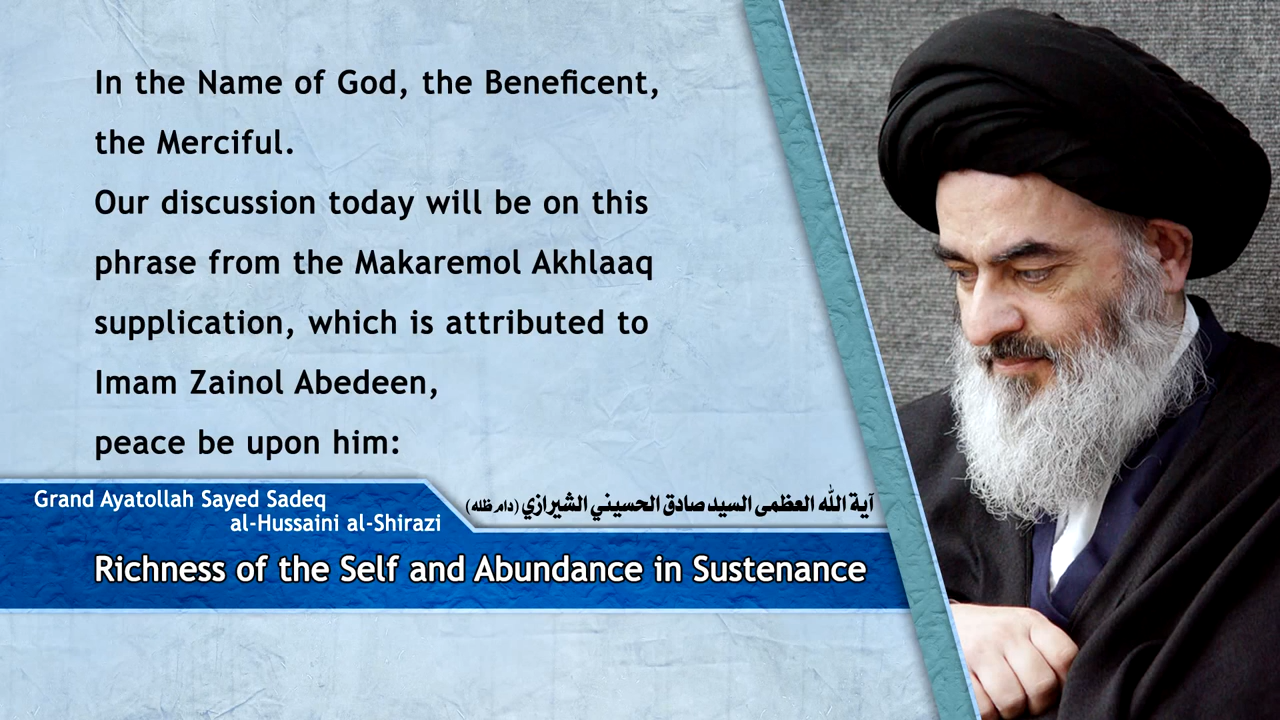 In the Name of God, the Beneficent,
the Merciful.
Our discussion today will be on this
phrase from the Makaremol Akhlaaq
supplication, which is attributed to
Imam Zainol Abedeen,
peace be upon him:
Grand Ayatollah Sayed Sadeq
al-Hussaini al-Shirazi
آية الله العظمى السيد صادق الحسيني الشيرازي (دام ظله)
Richness of the Self and Abundance in Sustenance